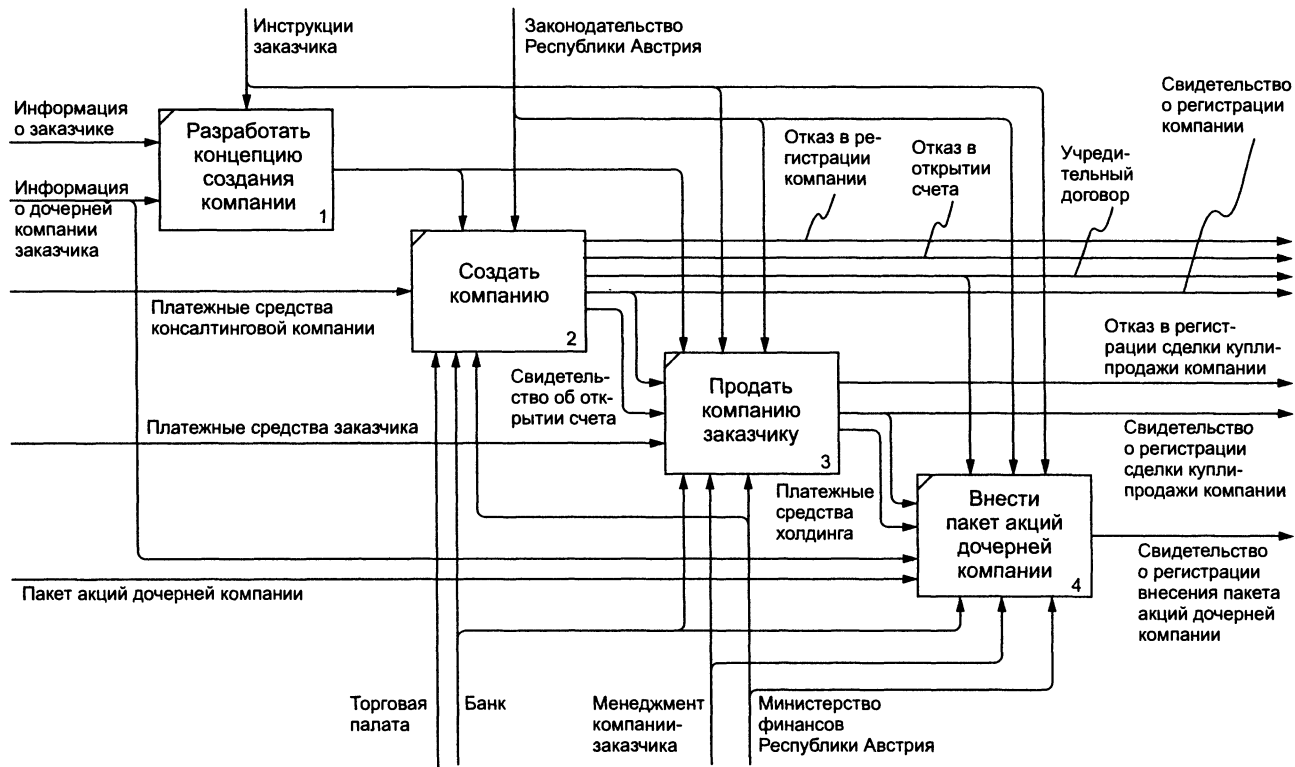 Инструкции
заказчика
Законодательство
Республики Австрия
Свидетельство
о регистрации
компании
Информация
о заказчике
Разработать
концепцию
создания
компании
1
Отказ в ре-
гистрации
компании
Отказ в
открытии
счета
Учреди-
тельный
договор
Информация
о дочерней
компании
заказчика
Создать
компанию
2
Платежные средства
консалтинговой компании
Отказ в регист-
рации сделки купли-
продажи компании
Свидетель-
ство об от-
крытии счета
Продать
компанию
заказчику
3
Платежные средства заказчика
Свидетельство
о регистрации
сделки купли-
продажи компании
Платежные
средства
холдинга
Внести
пакет акций
дочерней
компании
4
Свидетельство
о регистрации
внесения пакета
акций дочерней
компании
Пакет акций дочерней компании
Торговая
палата
Банк
Менеджмент
компании-
заказчика
Министерство
финансов
Республики Австрия